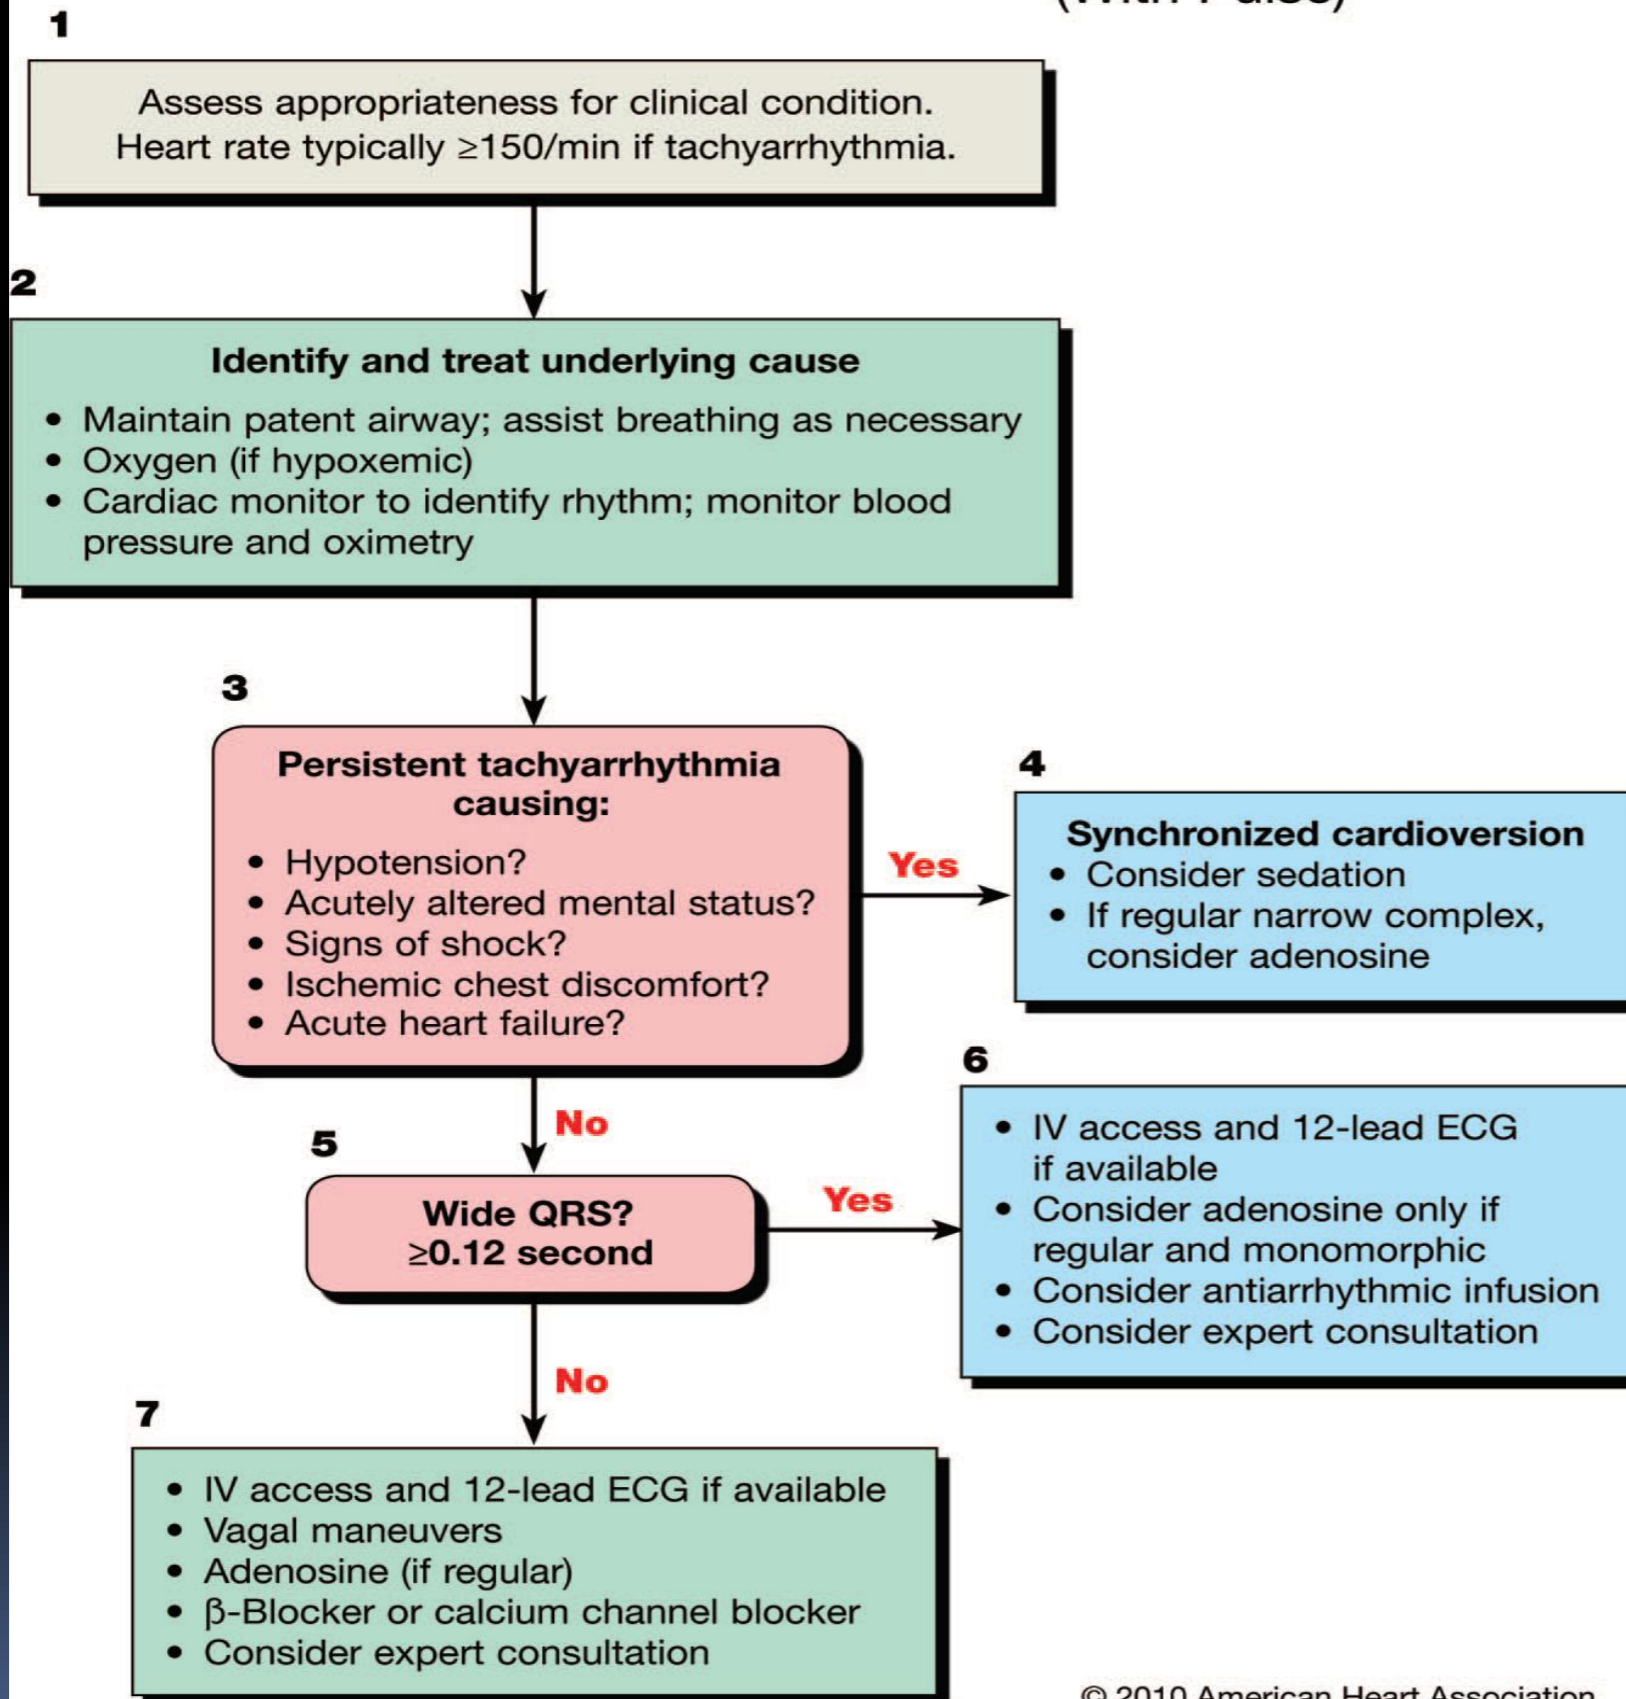 (With Pulse)
1
Assess appropriateness for clinical condition.
Heart rate typically ≥150/min if tachyarrhythmia.
2
Identify and treat underlying cause
• Maintain patent airway; assist breathing as necessary
• Oxygen (if hypoxemic)
• Cardiac monitor to identify rhythm; monitor blood
pressure and oximetry
3
Persistent tachyarrhythmia
causing:
• Hypotension?
• Acutely altered mental status?
• Signs of shock?
• Ischemic chest discomfort?
• Acute heart failure?
Yes
4
Synchronized cardioversion
• Consider sedation
• If regular narrow complex,
consider adenosine
No
5
Wide QRS?
≥0.12 second
Yes
6
• IV access and 12-lead ECG
if available
• Consider adenosine only if
regular and monomorphic
• Consider antiarrhythmic infusion
• Consider expert consultation
No
7
• IV access and 12-lead ECG if available
• Vagal maneuvers
• Adenosine (if regular)
• β-Blocker or calcium channel blocker
• Consider expert consultation
© 2010 American Heart Association